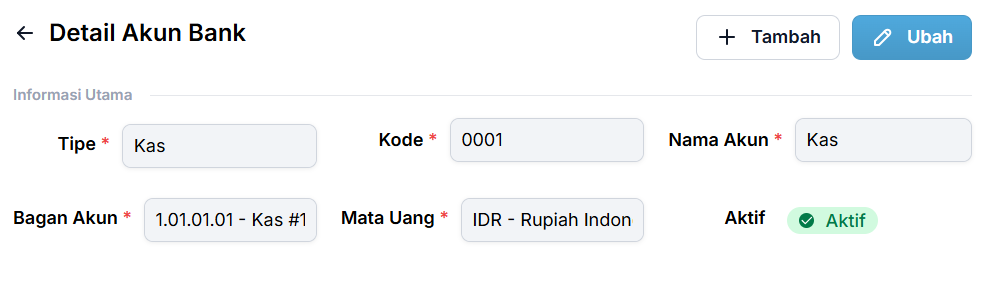 Detail Akun Bank
Tambah
Ubah
Informasi Utama
Tipe * Kas
Kode * 0001
Nama Akun * Kas
Bagan Akun * 1.01.01.01 - Kas #1
Mata Uang * IDR - Rupiah Indon
Aktif Aktif